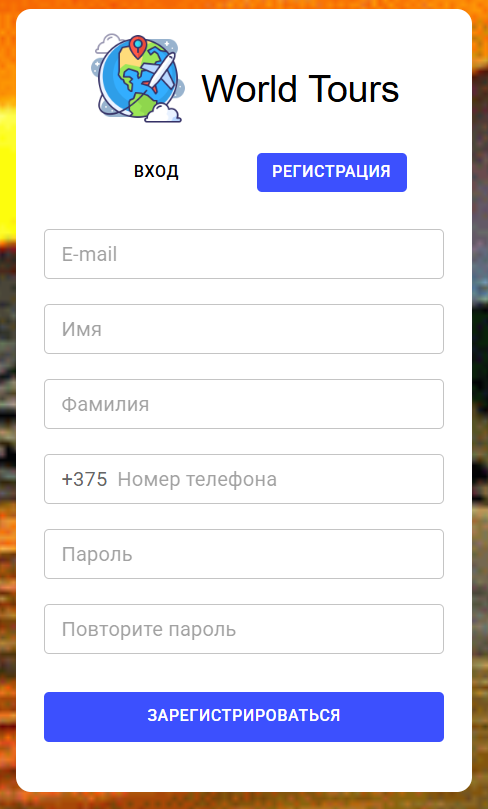 World Tours
ВХОД РЕГИСТРАЦИЯ
E-mail
Имя
Фамилия
+375 Номер телефона
Пароль
Повторите пароль
ЗАРЕГИСТРИРОВАТЬСЯ